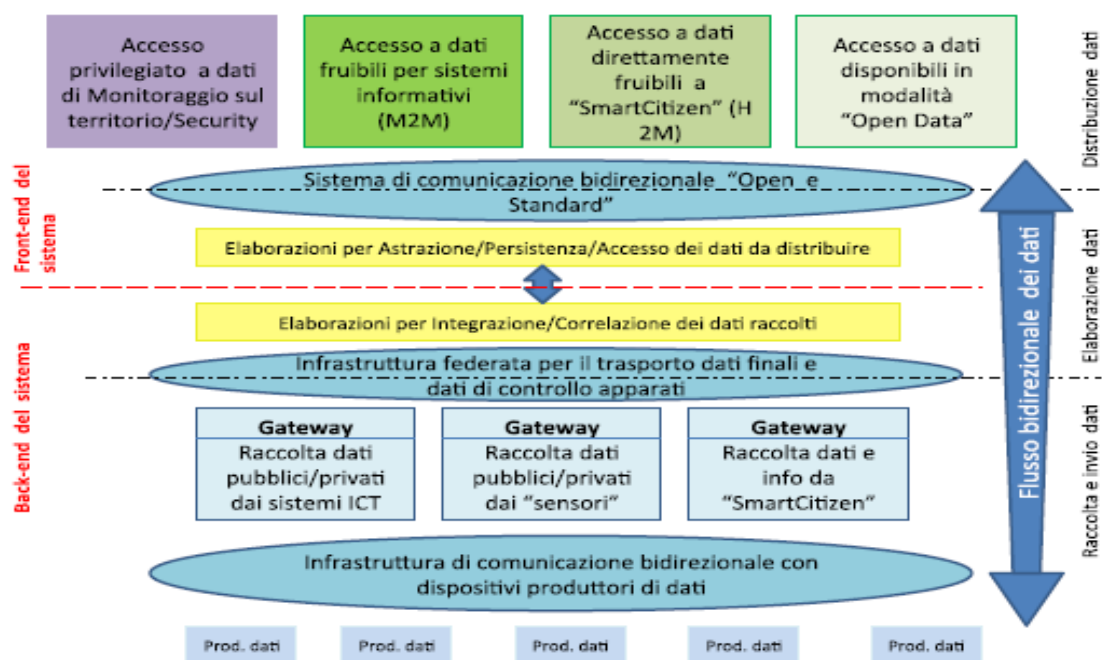 Accesso
privilegiato a dati
di Monitoraggio sul
territorio/Security
Accesso a dati
fruibili per sistemi
informativi
(M2M)
Accesso a dati
direttamente
fruibili a
“SmartCitizen” (H
2M)
Accesso a dati
disponibili in
modalità
“Open Data”
Distribuzione dati
Sistema di comunicazione bidirezionale “Open e
Standard”
Front-end del
sistema
Elaborazioni per Astrazione/Persistenza/Accesso dei dati da distribuire
Elaborazione dati
Flusso bidirezionale dei dati
Elaborazioni per Integrazione/Correlazione dei dati raccolti
Infrastruttura federata per il trasporto dati finali e
dati di controllo apparati
Back-end del sistema
Gateway
Raccolta dati
pubblici/privati
dai sistemi ICT
Gateway
Raccolta dati
pubblici/privati
dai “sensori”
Gateway
Raccolta dati e
info da
“SmartCitizen”
Raccolta e invio dati
Infrastruttura di comunicazione bidirezionale con
dispositivi produttori di dati
Prod. dati
Prod. dati
Prod. dati
Prod. dati
Prod. dati